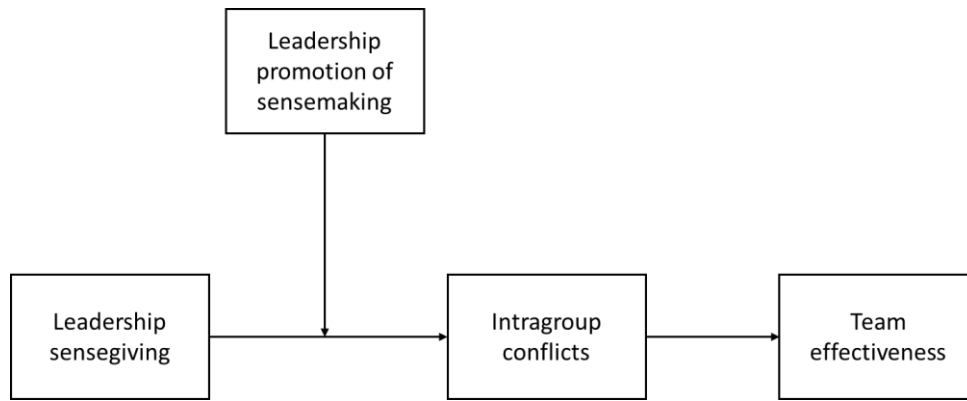 Leadership
promotion of
sensemaking
Leadership
sensegiving
Intragroup
conflicts
Team
effectiveness